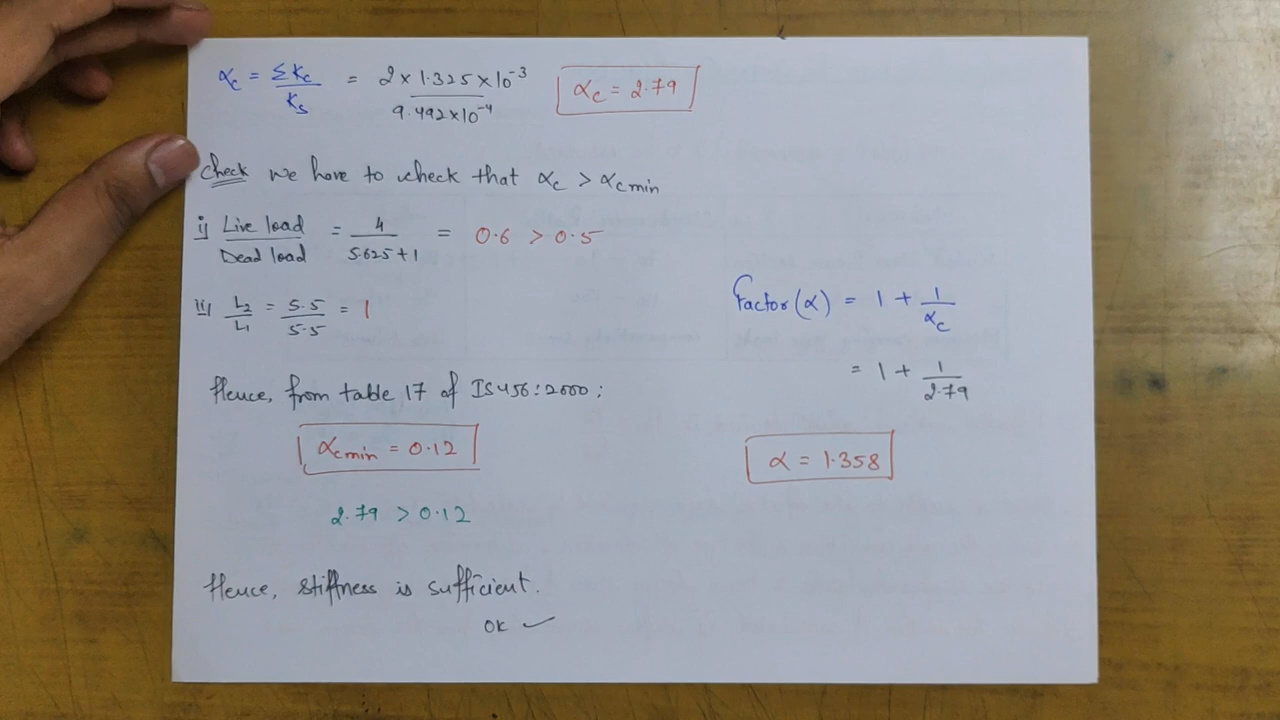 αc = ΣKc / Ks = 2 × 1.325 × 10^-3 / 9.492 × 10^-4
αc = 2.79
check we have to check that αc > αc min
i) Live load / Dead load = 4 / 5.625 + 1 = 0.6 > 0.5
ii) L2 / L1 = 5.5 / 5.5 = 1
Hence, from table 17 of IS 456:2000;
αc min = 0.12
2.79 > 0.12
Hence, stiffness is sufficient.
OK ✓
Factor (α) = 1 + 1 / αc
= 1 + 1 / 2.79
α = 1.358